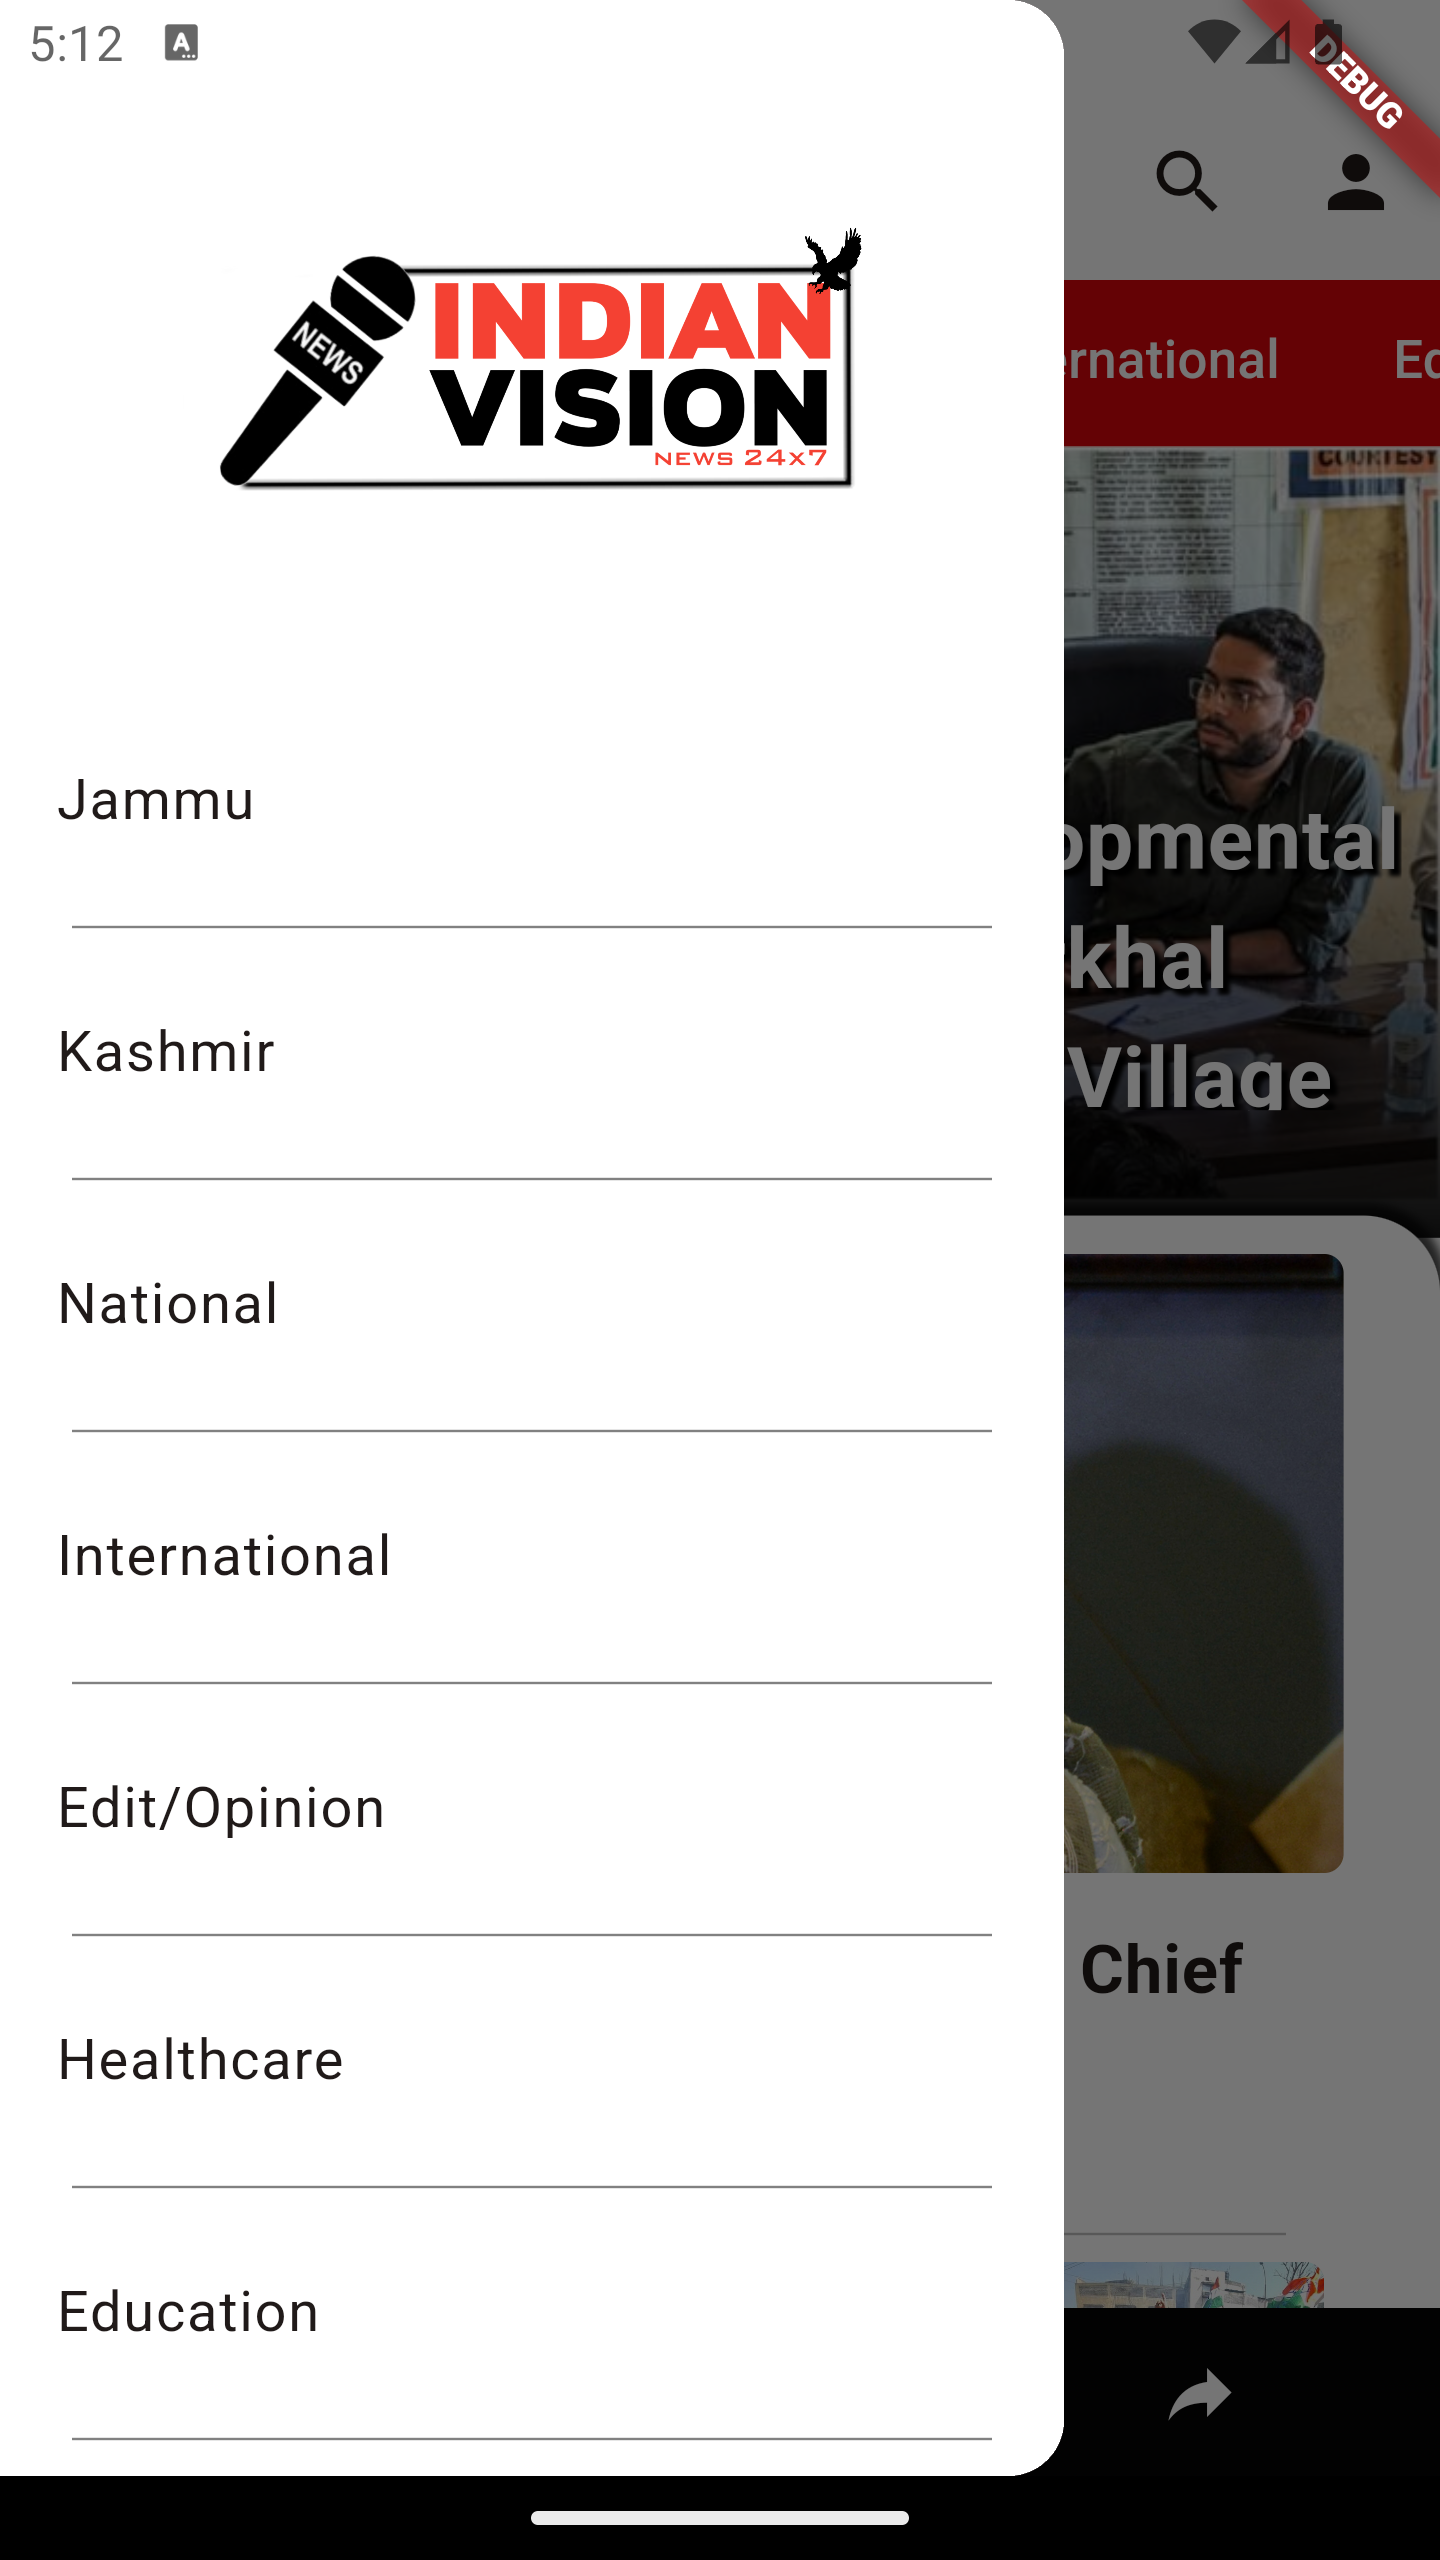 5:12
A
DEBUG
NEWS
INDIAN
VISION
NEWS 24x7
ernational
Ed
COURTESY
Jammu
opmental
khal
Kashmir
Village
National
International
Edit/Opinion
Chief
Healthcare
Education